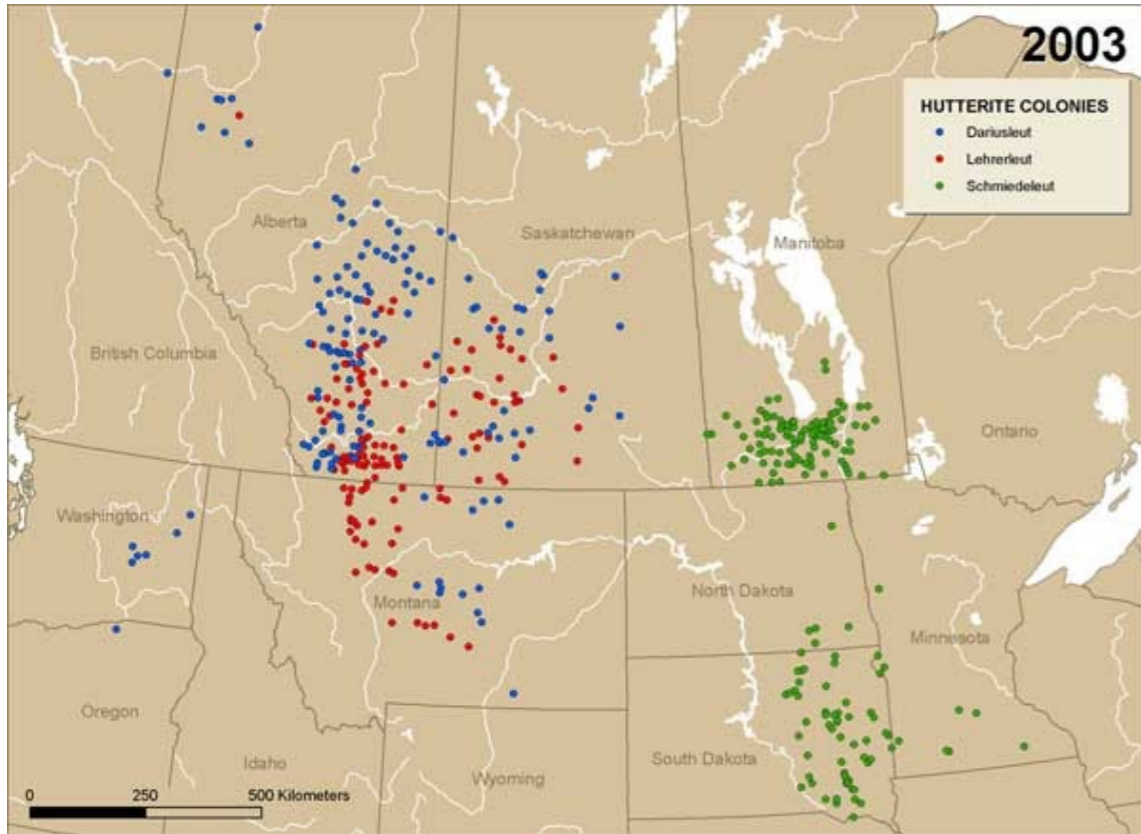 2003
HUTTERITE COLONIES
Dariusleut
Lehrerleut
Schmiedeleut
Alberta
Saskatchewan
Manitoba
British Columbia
Ontario
Washington
Montana
North Dakota
Minnesota
Oregon
Idaho
Wyoming
South Dakota
0 250 500 Kilometers